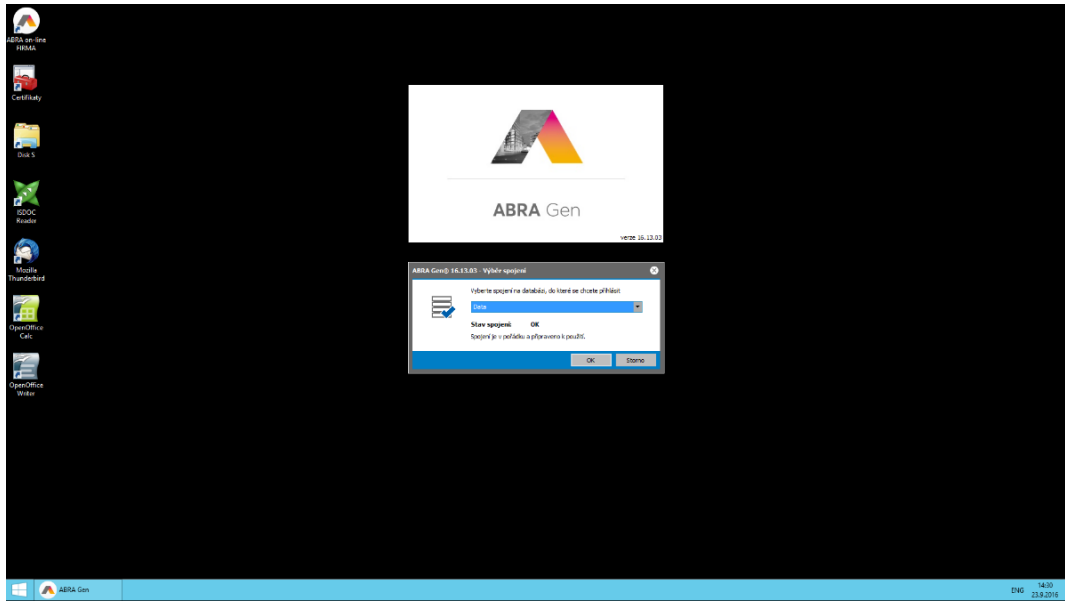 ABRA on-line
FIRMA
Certifikaty
Disk S
ISDOC
Reader
Mozilla
Thunderbird
OpenOffice
Calc
OpenOffice
Writer
ABRA Gen
verze 16.13.03
ABRA Gen® 16.13.03 - Výběr spojení
Vyberte spojení na databázi, do které se chcete přihlásit
Data
Stav spojení: OK
Spojení je v pořádku a připraveno k použití.
OK Storno
ABRA Gen
ENG
14:30
23.9.2016